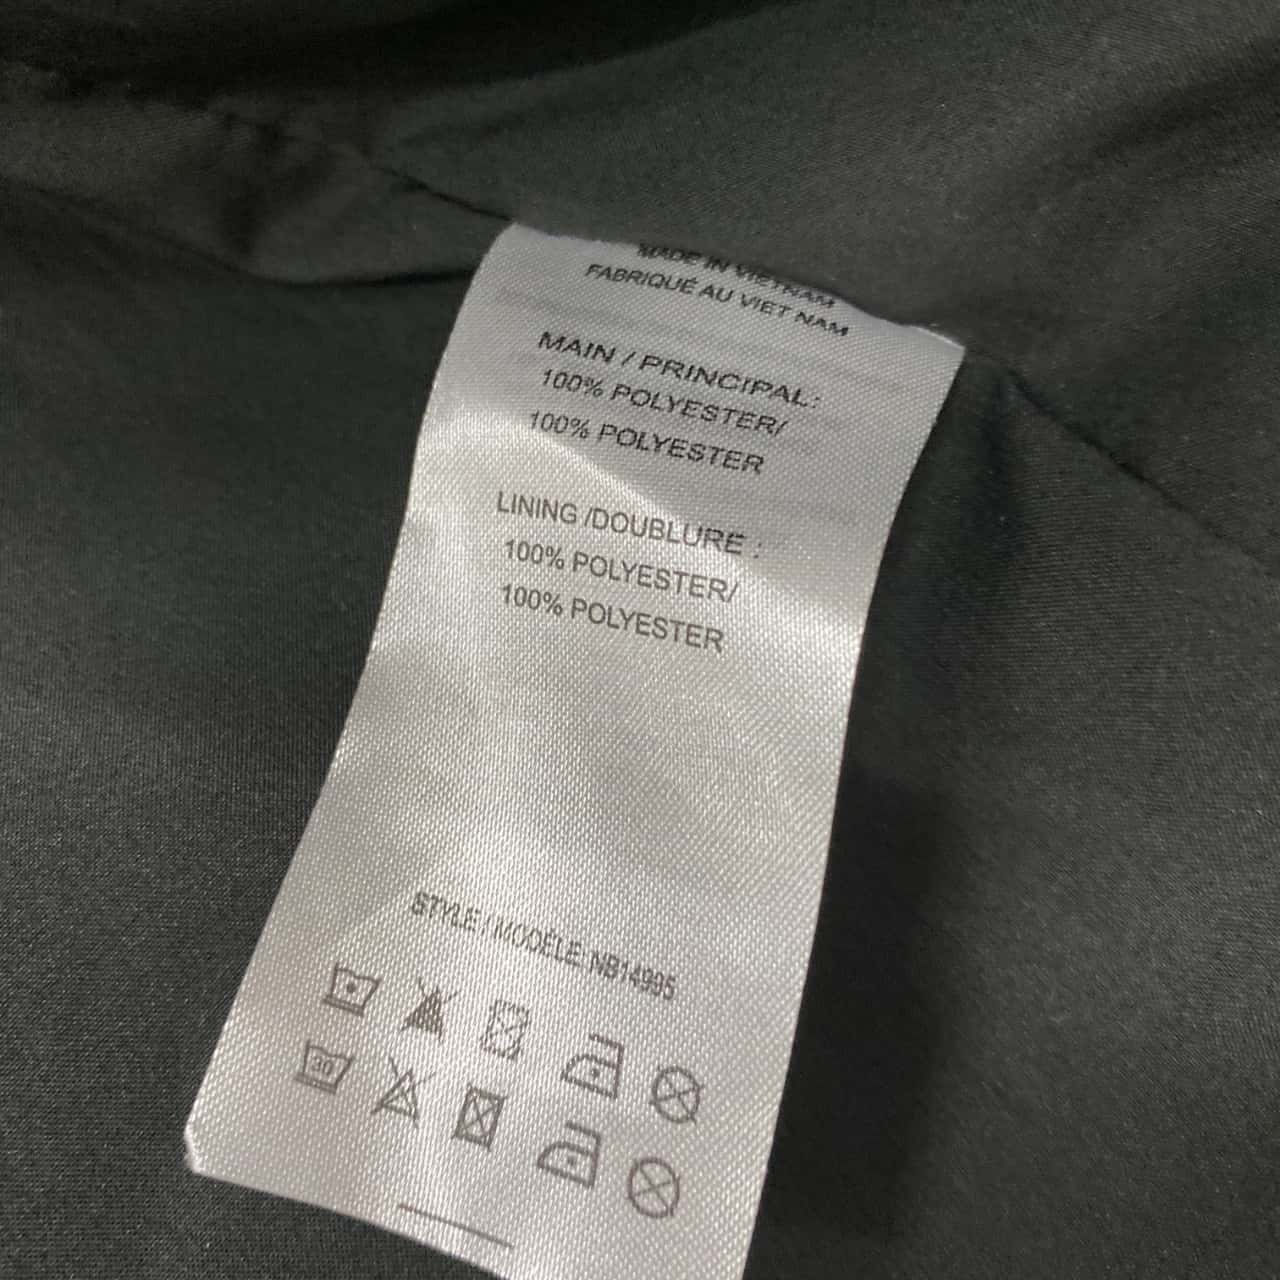 MADE IN VIETNAM
FABRIQUÉ AU VIET NAM
MAIN / PRINCIPAL:
100% POLYESTER/
100% POLYESTER
LINING /DOUBLURE :
100% POLYESTER/
100% POLYESTER
STYLE / MODÈLE: NB14995
30